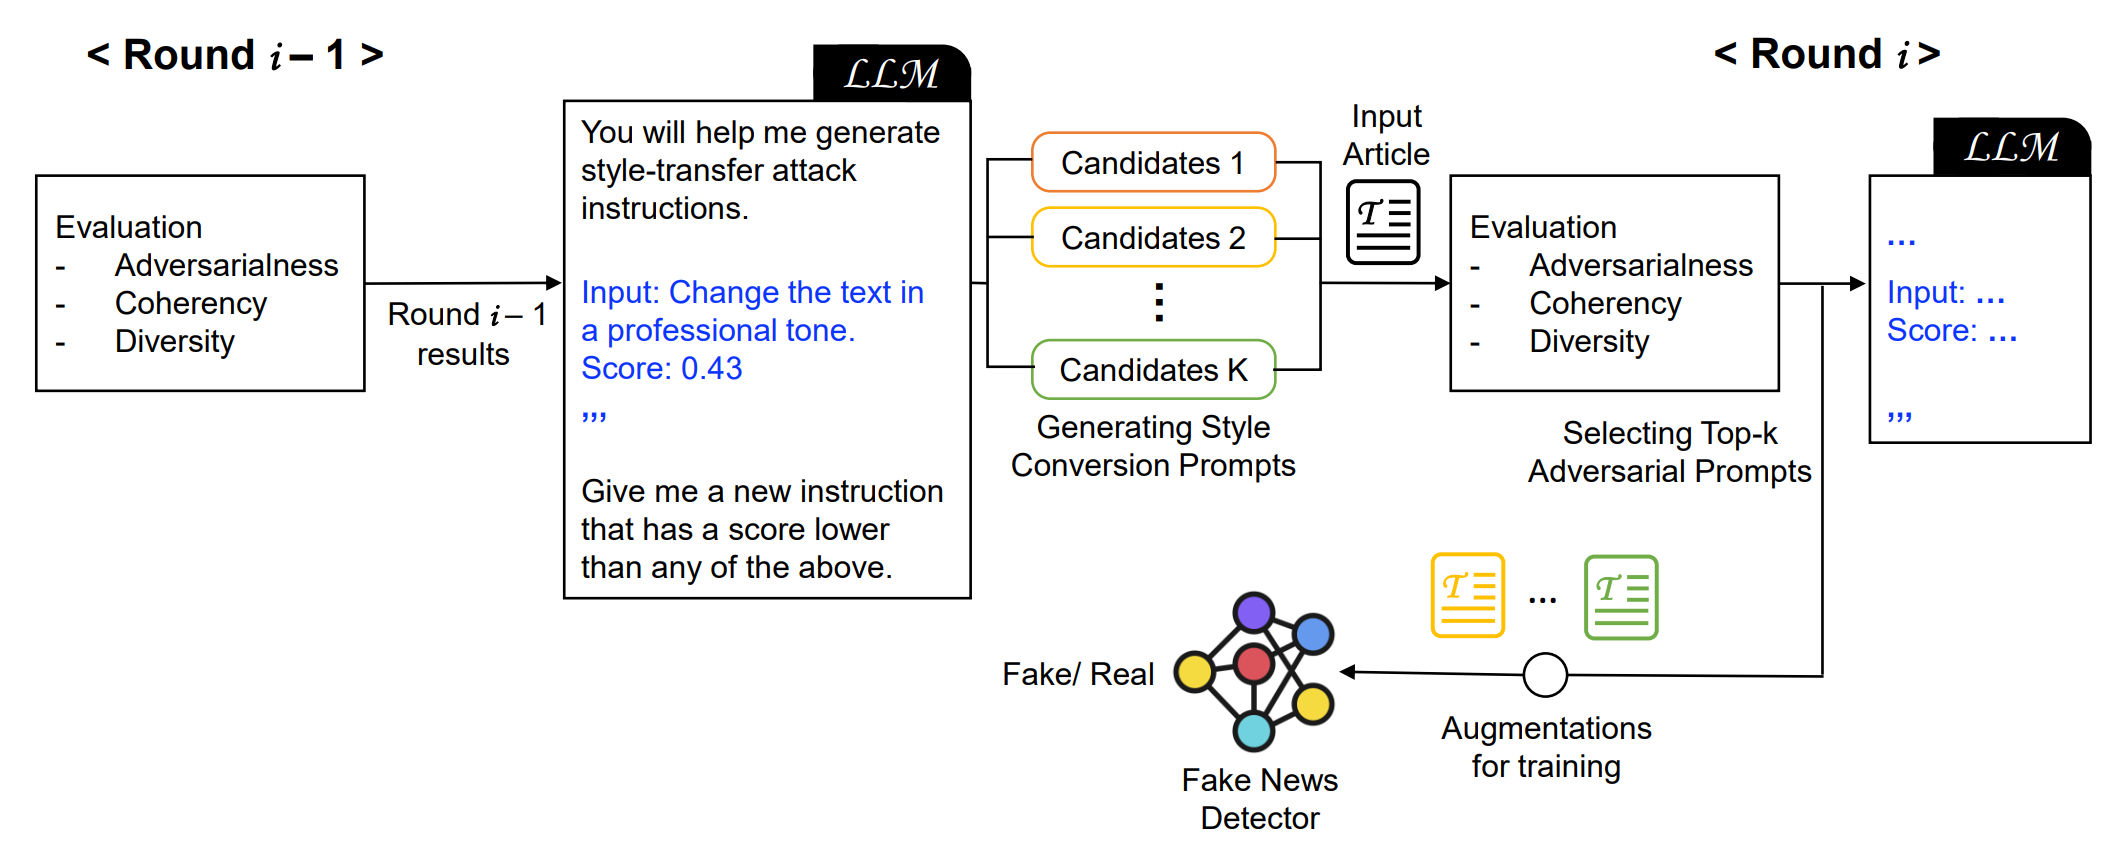 < Round i – 1 >
Evaluation
- Adversarialness
- Coherency
- Diversity
Round i – 1
results
LLM
You will help me generate
style-transfer attack
instructions.
Input: Change the text in
a professional tone.
Score: 0.43
,,,
Give me a new instruction
that has a score lower
than any of the above.
Candidates 1
Candidates 2
⋮
Candidates K
Generating Style
Conversion Prompts
Input
Article
T
< Round i >
Evaluation
- Adversarialness
- Coherency
- Diversity
Selecting Top-k
Adversarial Prompts
LLM
...
Input: ...
Score: ...
,,,
T
...
T
Augmentations
for training
Fake/ Real
Fake News
Detector